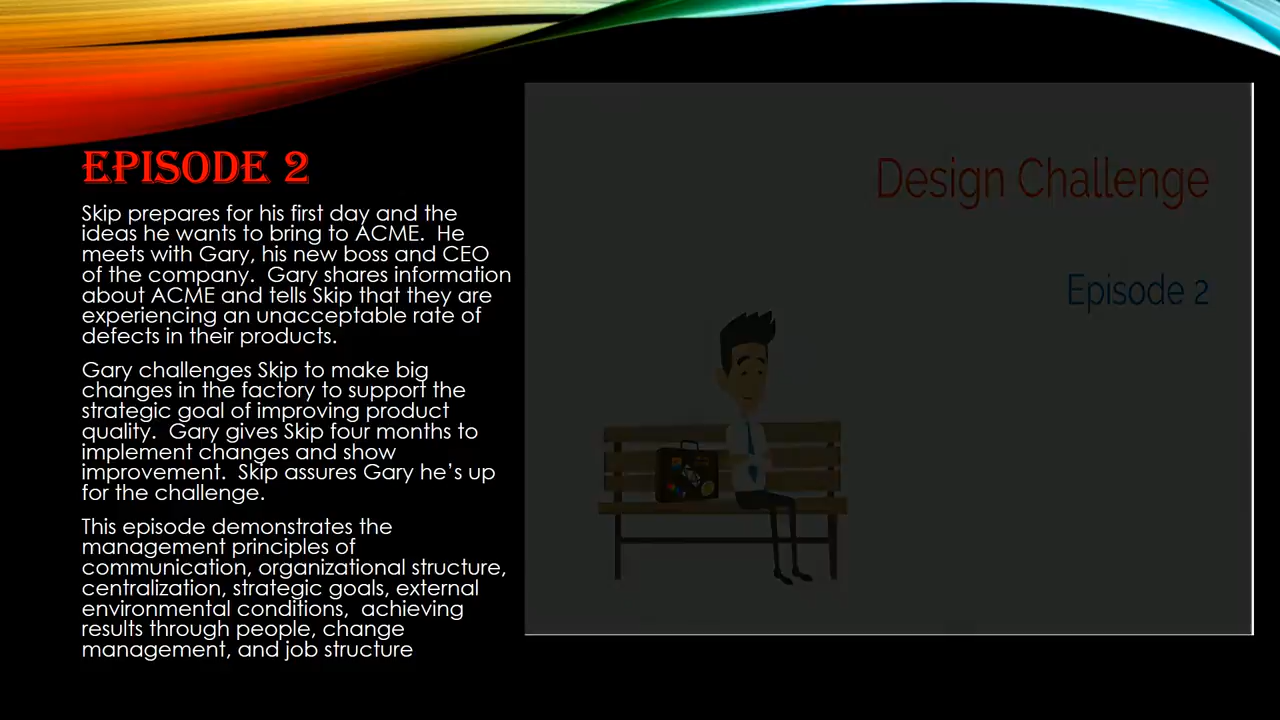 EPISODE 2
Skip prepares for his first day and the
ideas he wants to bring to ACME.  He
meets with Gary, his new boss and CEO
of the company.  Gary shares information
about ACME and tells Skip that they are
experiencing an unacceptable rate of
defects in their products.
Gary challenges Skip to make big
changes in the factory to support the
strategic goal of improving product
quality.  Gary gives Skip four months to
implement changes and show
improvement.  Skip assures Gary he’s up
for the challenge.
This episode demonstrates the
management principles of
communication, organizational structure,
centralization, strategic goals, external
environmental conditions,  achieving
results through people, change
management, and job structure
Design Challenge
Episode 2